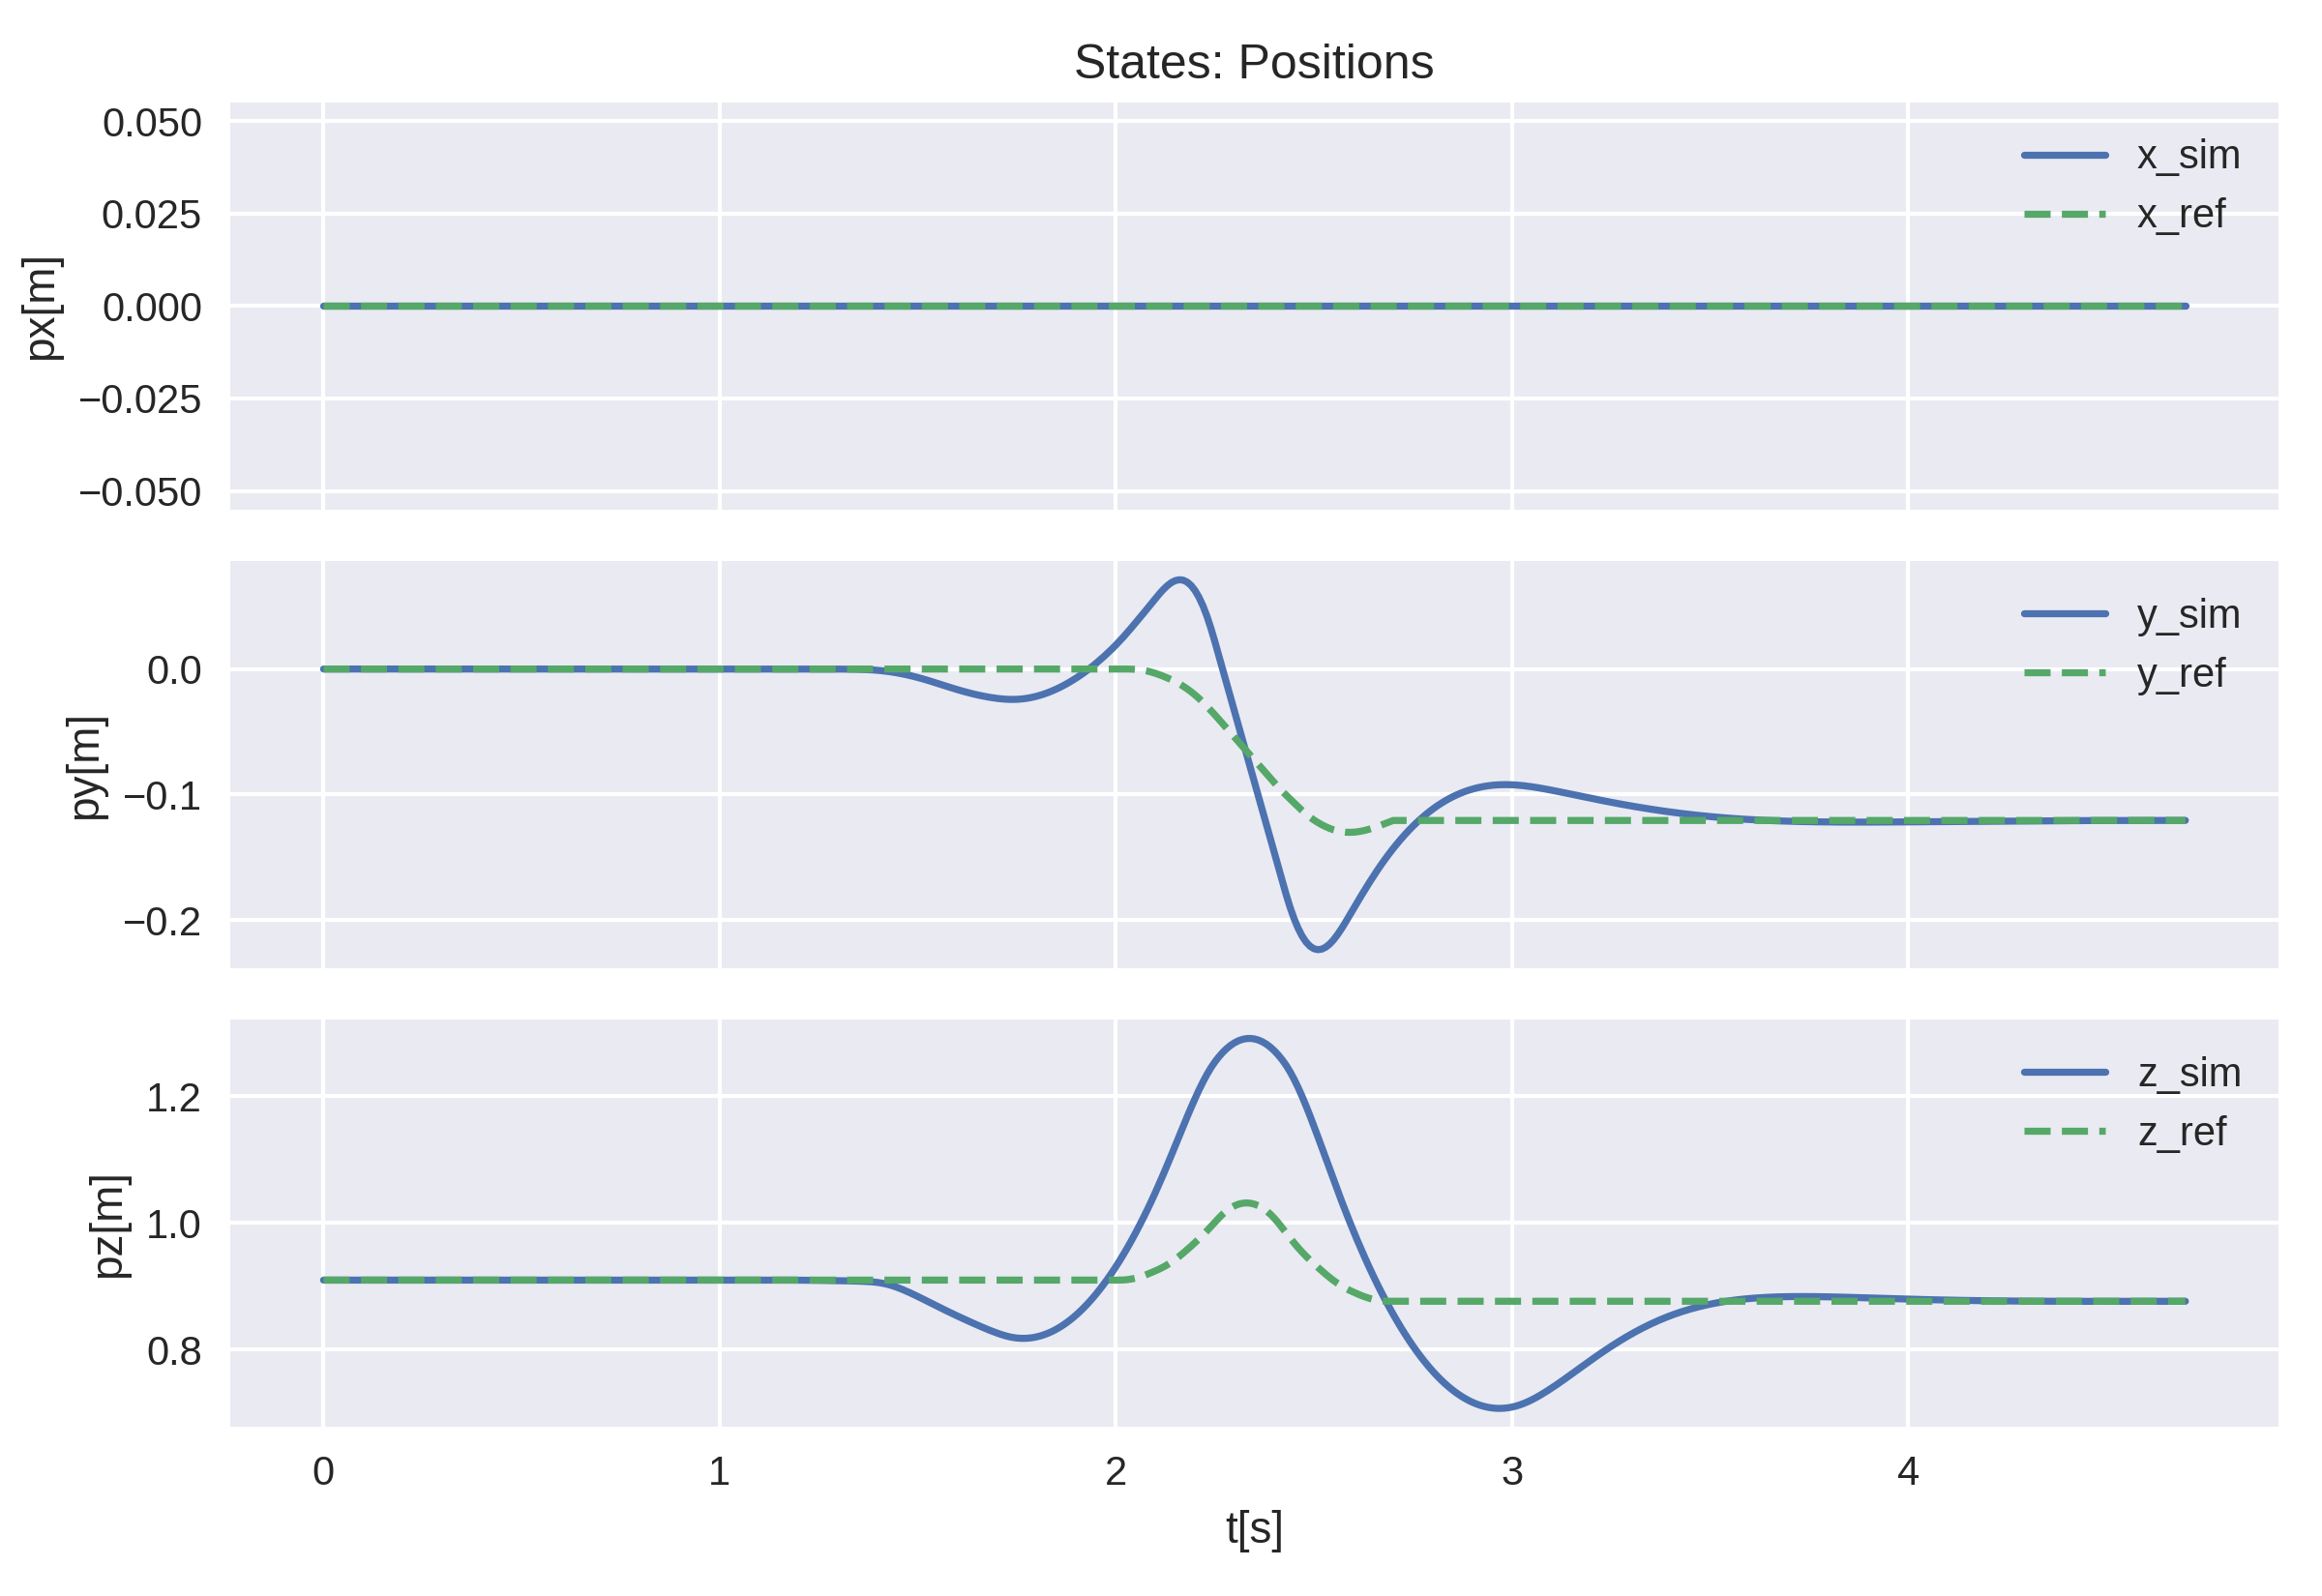 States: Positions
0.050
0.025
0.000
−0.025
−0.050
px[m]
x_sim
x_ref
0.0
−0.1
−0.2
py[m]
y_sim
y_ref
1.2
1.0
0.8
pz[m]
z_sim
z_ref
0 1 2 3 4
t[s]